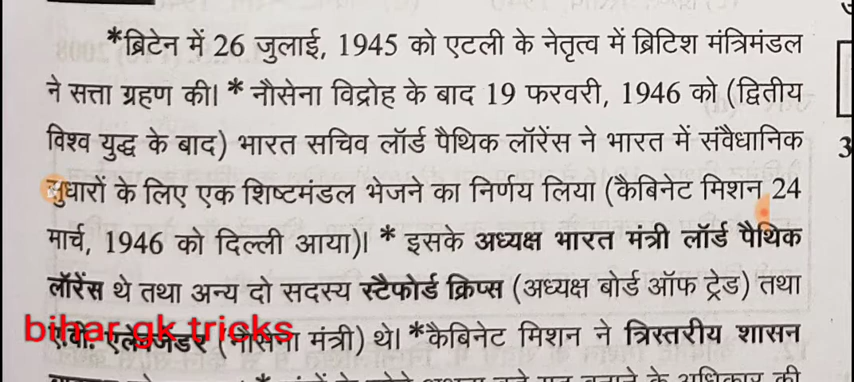 *ब्रिटेन में 26 जुलाई, 1945 को एटली के नेतृत्व में ब्रिटिश मंत्रिमंडल
ने सत्ता ग्रहण की। * नौसेना विद्रोह के बाद 19 फरवरी, 1946 को (द्वितीय
विश्व युद्ध के बाद) भारत सचिव लॉर्ड पैथिक लॉरेंस ने भारत में संवैधानिक
सुधारों के लिए एक शिष्टमंडल भेजने का निर्णय लिया (कैबिनेट मिशन 24
मार्च, 1946 को दिल्ली आया)। * इसके अध्यक्ष भारत मंत्री लॉर्ड पैथिक
लॉरेंस थे तथा अन्य दो सदस्य स्टैफोर्ड क्रिप्स (अध्यक्ष बोर्ड ऑफ ट्रेड) तथा
ए.वी. एलेक्जेंडर (नौसेना मंत्री) थे। *कैबिनेट मिशन ने त्रिस्तरीय शासन
bihar gk tricks